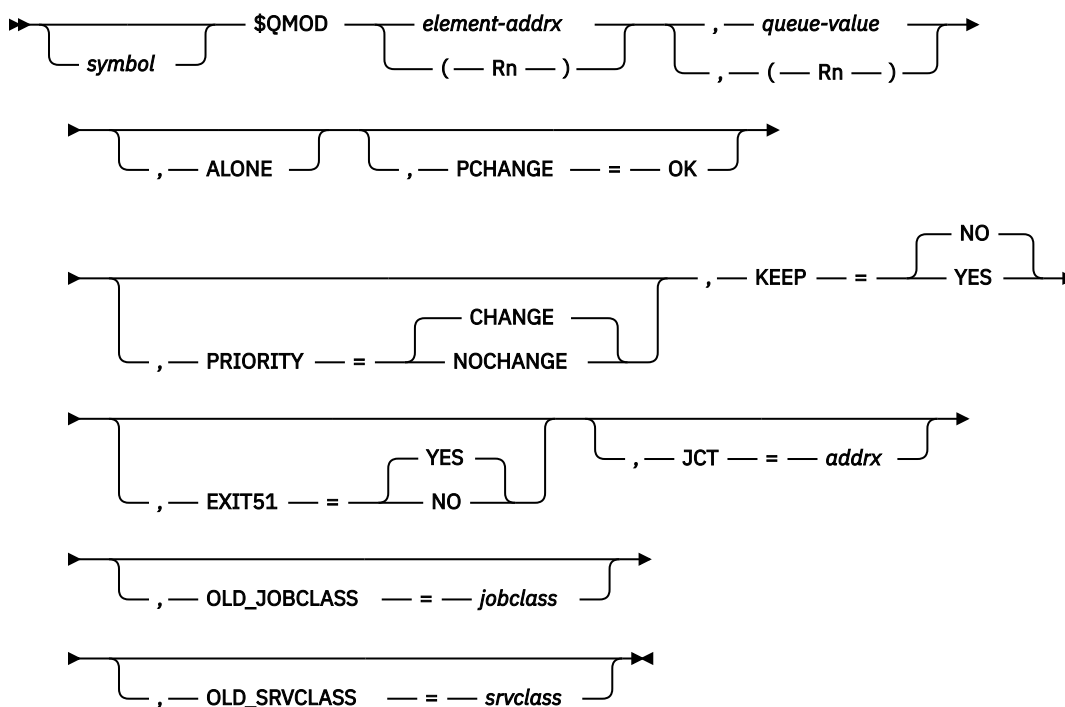 symbol $QMOD element-addrx ( Rn ) , queue-value , ( Rn )
, ALONE , PCHANGE = OK
, PRIORITY = CHANGE NOCHANGE , KEEP = NO YES
, EXIT51 = YES NO , JCT = addrx
, OLD_JOBCLASS = jobclass
, OLD_SRVCLASS = srvclass